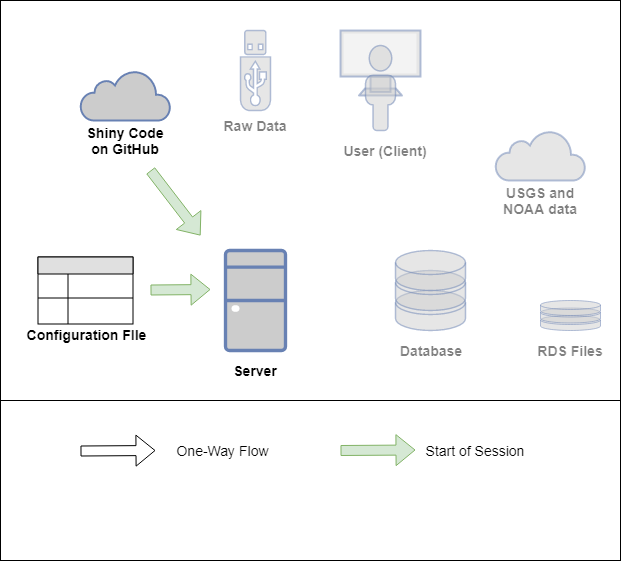 Raw Data
Shiny Code
on GitHub
User (Client)
USGS and
NOAA data
Configuration FIle
Server
Database
RDS Files
One-Way Flow
Start of Session